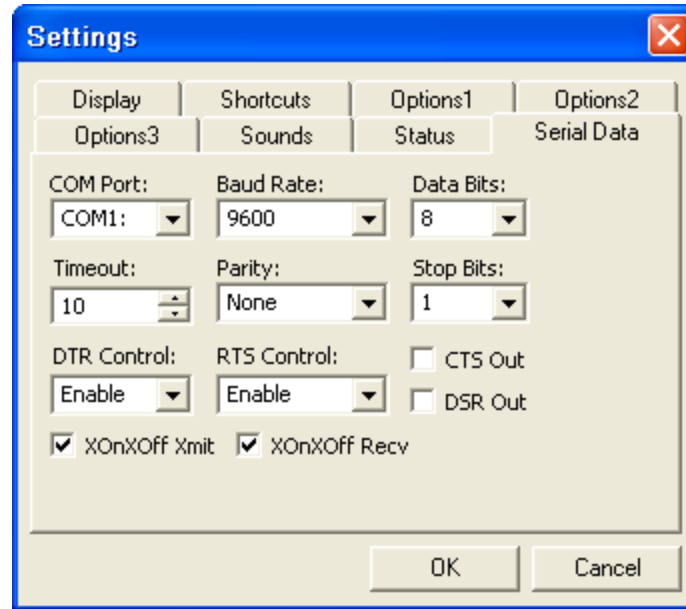 Settings
Display Shortcuts Options1 Options2
Options3 Sounds Status Serial Data
COM Port: Baud Rate: Data Bits:
COM1: 9600 8
Timeout: Parity: Stop Bits:
10 None 1
DTR Control: RTS Control: CTS Out
Enable Enable DSR Out
XOnXOff Xmit XOnXOff Recv
OK Cancel